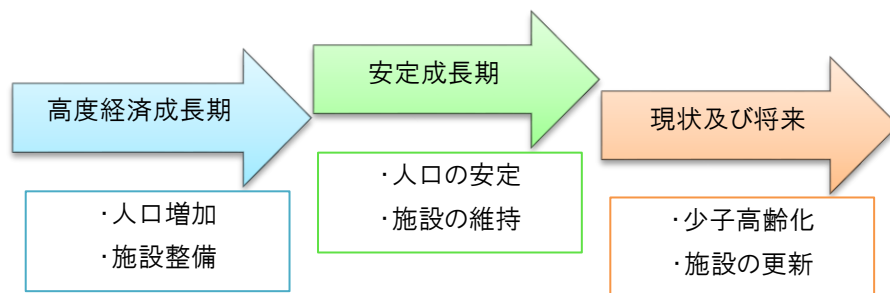 高度経済成長期
・人口増加
・施設整備
安定成長期
・人口の安定
・施設の維持
現状及び将来
・少子高齢化
・施設の更新